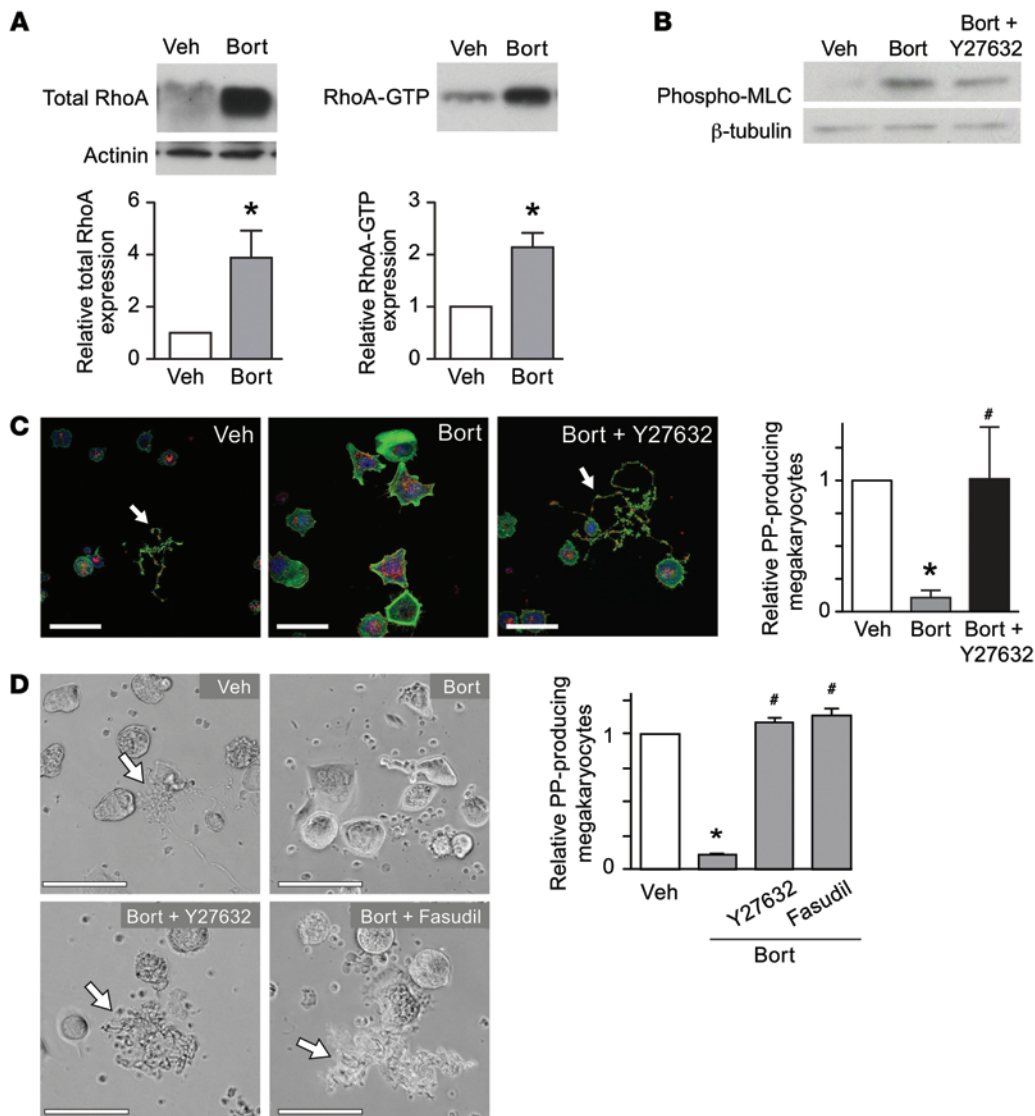 A
Veh Bort
Total RhoA
Actinin
Relative total RhoA
expression
6
4
2
0
Veh Bort
Veh Bort
RhoA-GTP
Relative RhoA-GTP
expression
3
2
1
0
Veh Bort
*
*
B
Veh Bort Bort +
Y27632
Phospho-MLC
β-tubulin
C
Veh
Bort
Bort + Y27632
Relative PP-producing
megakaryocytes
1
0
*
#
Veh Bort Bort +
Y27632
D
Veh
Bort
Bort + Y27632
Bort + Fasudil
Relative PP-producing
megakaryocytes
1
0
*
#
#
Veh
Y27632
Fasudil
Bort